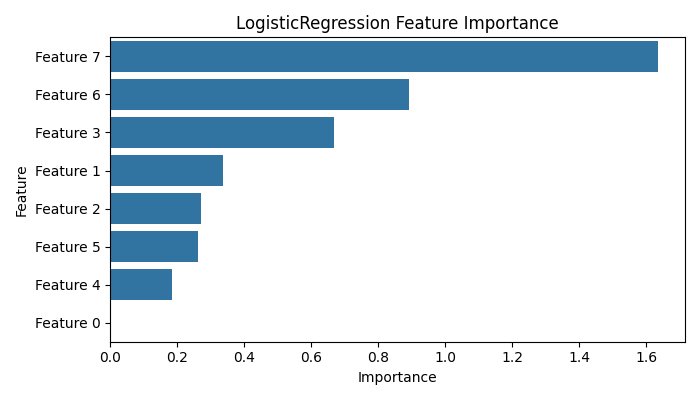 LogisticRegression Feature Importance
Feature 7
Feature 6
Feature 3
Feature 1
Feature 2
Feature 5
Feature 4
Feature 0
Feature
0.0 0.2 0.4 0.6 0.8 1.0 1.2 1.4 1.6
Importance